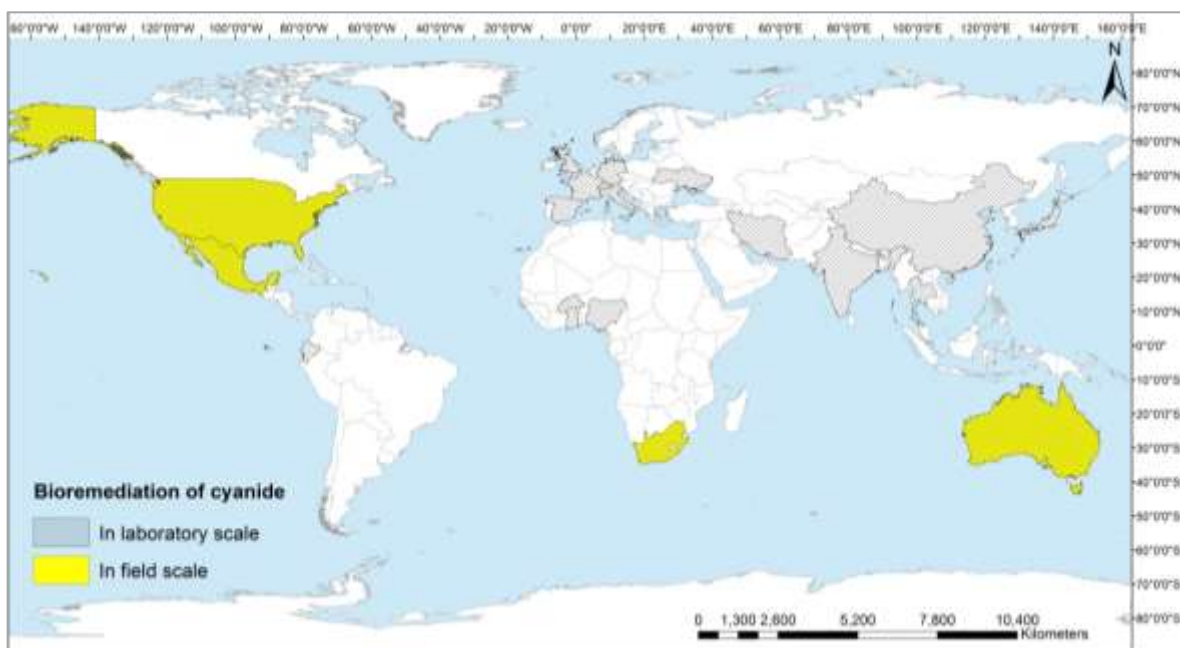 80°0'0"W 140°0'0"W 120°0'0"W 100°0'0"W 80°0'0"W 60°0'0"W 40°0'0"W 20°0'0"W 0°0'0" 20°0'0"E 40°0'0"E 60°0'0"E 80°0'0"E 100°0'0"E 120°0'0"E 140°0'0"E 160°0'0"E
N
80°0'0"N
70°0'0"N
60°0'0"N
50°0'0"N
40°0'0"N
30°0'0"N
20°0'0"N
10°0'0"N
0°0'0"
10°0'0"S
20°0'0"S
30°0'0"S
40°0'0"S
50°0'0"S
60°0'0"S
70°0'0"S
80°0'0"S
Bioremediation of cyanide
In laboratory scale
In field scale
0 1,300 2,600 5,200 7,800 10,400
Kilometers